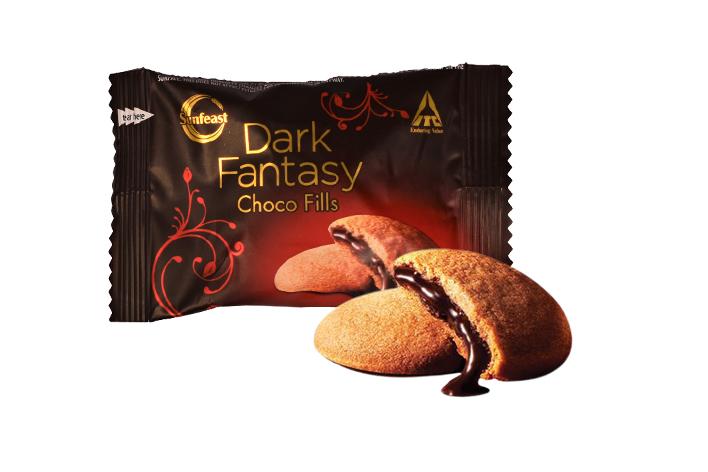 tear here
Sunfeast
Dark
Fantasy
Choco Fills
ITC
Enduring Value